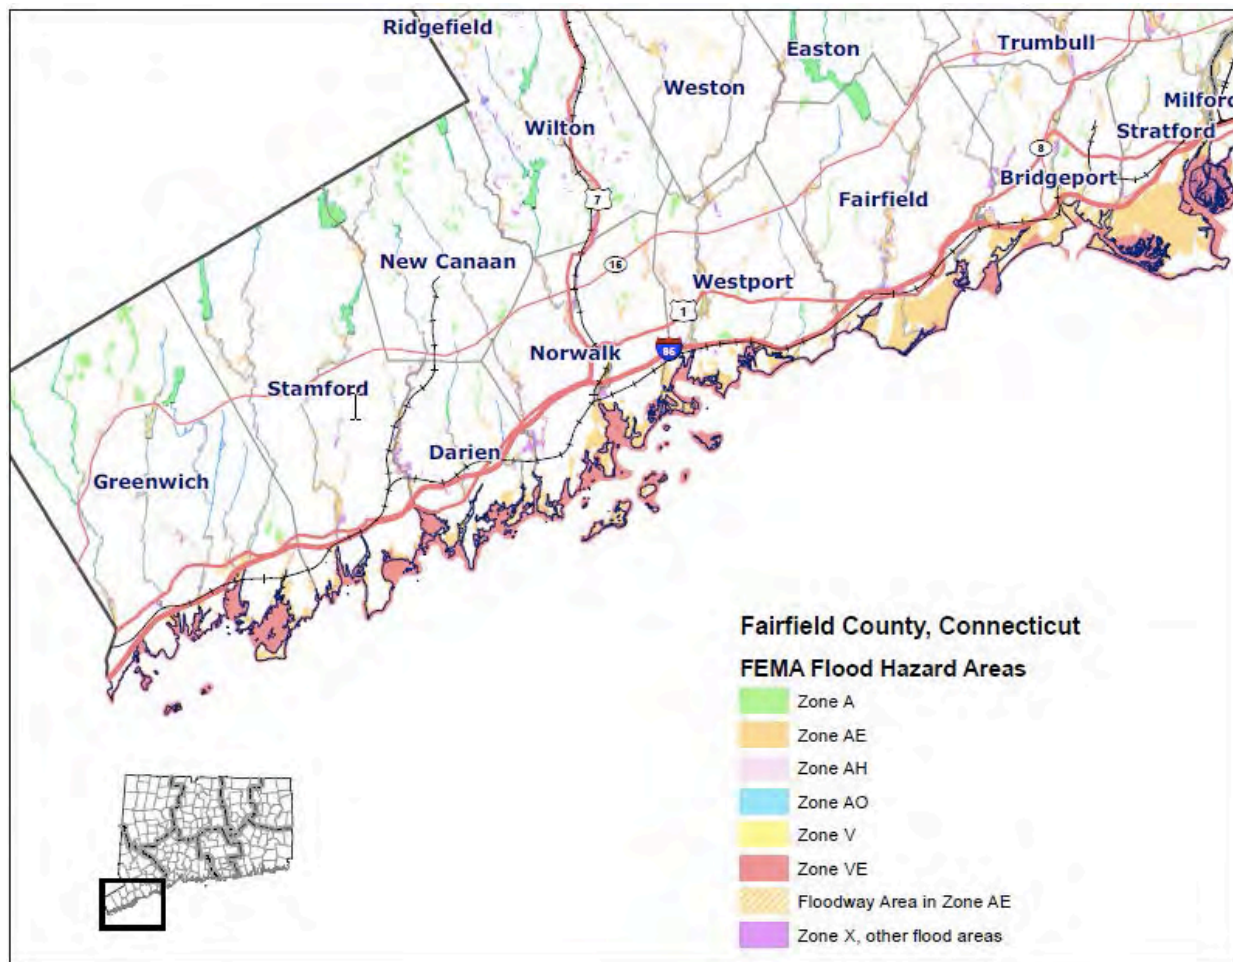 Ridgefield
Easton
Trumbull
Weston
Milford
Wilton
Stratford
8
Bridgeport
7
Fairfield
New Canaan
16
Westport
1
Norwalk
86
Stamford
Darien
Greenwich
Fairfield County, Connecticut
FEMA Flood Hazard Areas
Zone A
Zone AE
Zone AH
Zone AO
Zone V
Zone VE
Floodway Area in Zone AE
Zone X, other flood areas